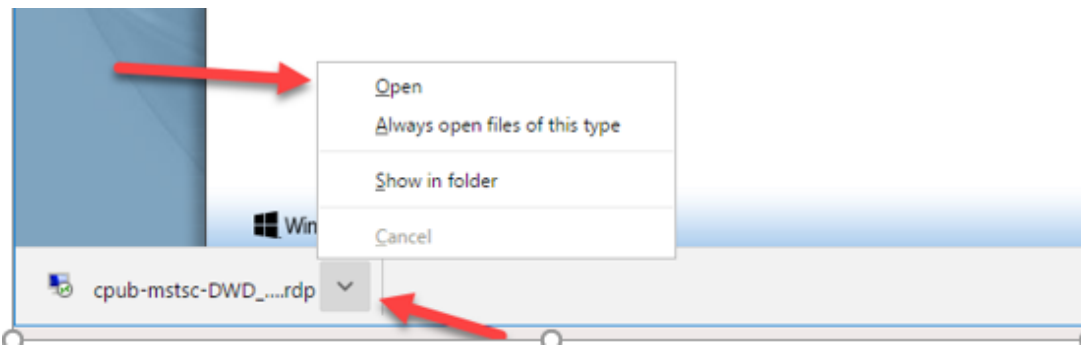 Open
Always open files of this type
Show in folder
Cancel
Win
cpub-mstsc-DWD_....rdp